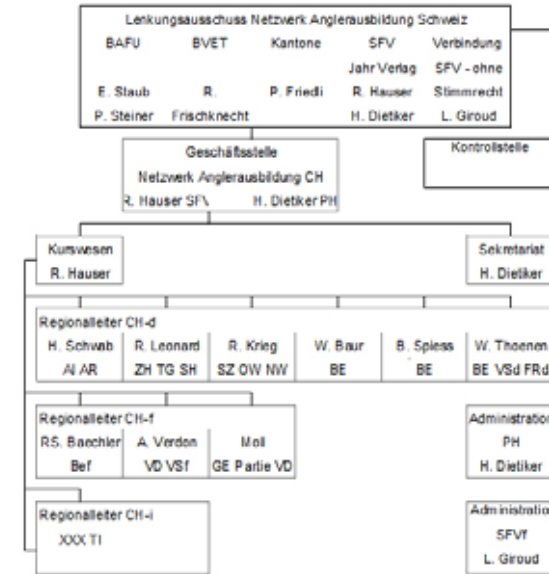 Lenkungsausschuss Netzwerk Anglerausbildung Schweiz
BAFU BVET Kantone SFV Verbindung
Jahr Verlag SFV - ohne
E. Staub R. P. Friedli R. Hauser Stimmrecht
P. Steiner Frischknecht H. Dietiker L. Giroud
Geschäftsstelle
Netzwerk Anglerausbildung CH
R. Hauser SFV H. Dietiker PH
Kontrollstelle
Kurswesen
R. Hauser
Sekretariat
H. Dietiker
Regionalleiter CH-d
H. Schwab R. Leonard R. Krieg W. Baur B. Spiess W. Thoenen
AI AR ZH TG SH SZ OW NW BE BE BE VSd FRd
Regionalleiter CH-f
RS. Baechler A. Verdon Moll
Bef VD VSf GE Partie VD
Administration
PH
H. Dietiker
Regionalleiter CH-i
XXX TI
Administration
SFVf
L. Giroud